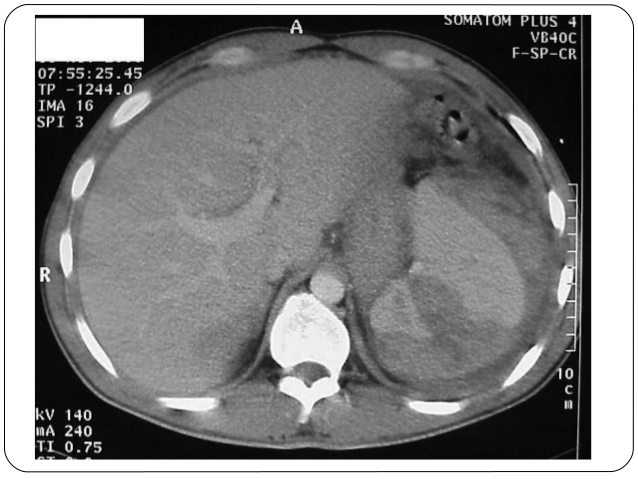 A
SOMATOM PLUS 4
VB40C
F-SP-CR
07:55:25.45
TP -1244.0
IMA 16
SPI 3
R
10
c
m
kV 140
mA 240
TI 0.75